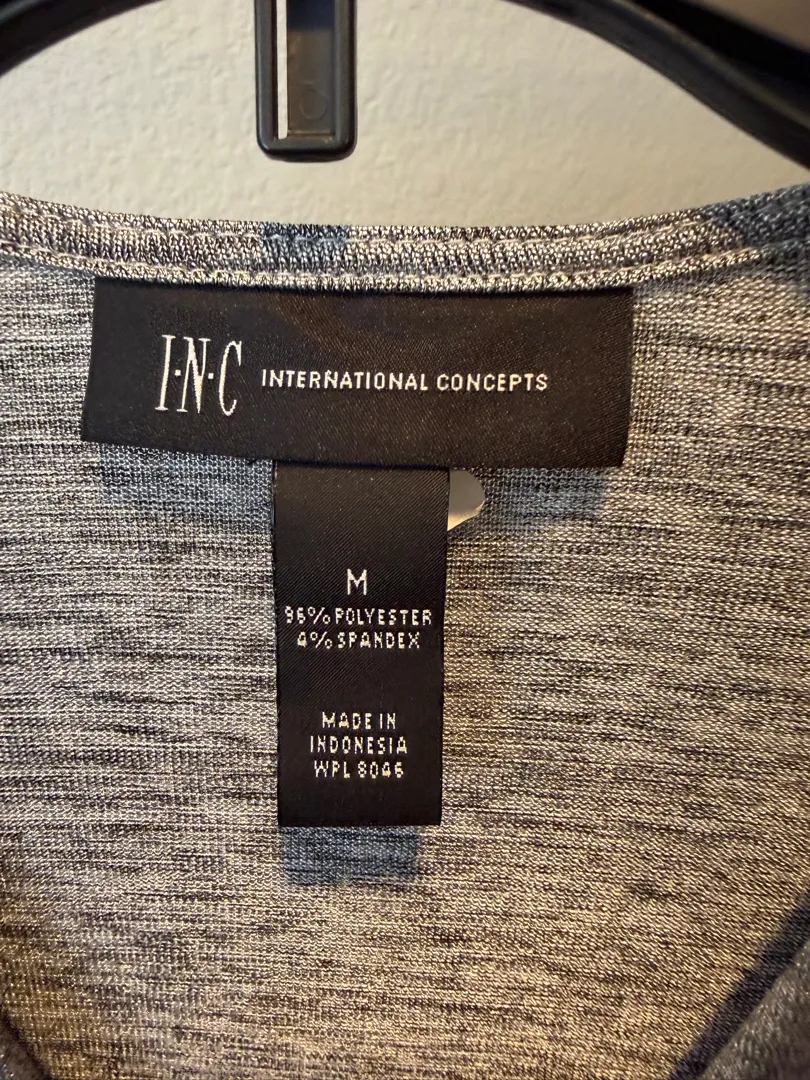 I·N·C INTERNATIONAL CONCEPTS
M
96% POLYESTER
4% SPANDEX
MADE IN
INDONESIA
WPL 8046